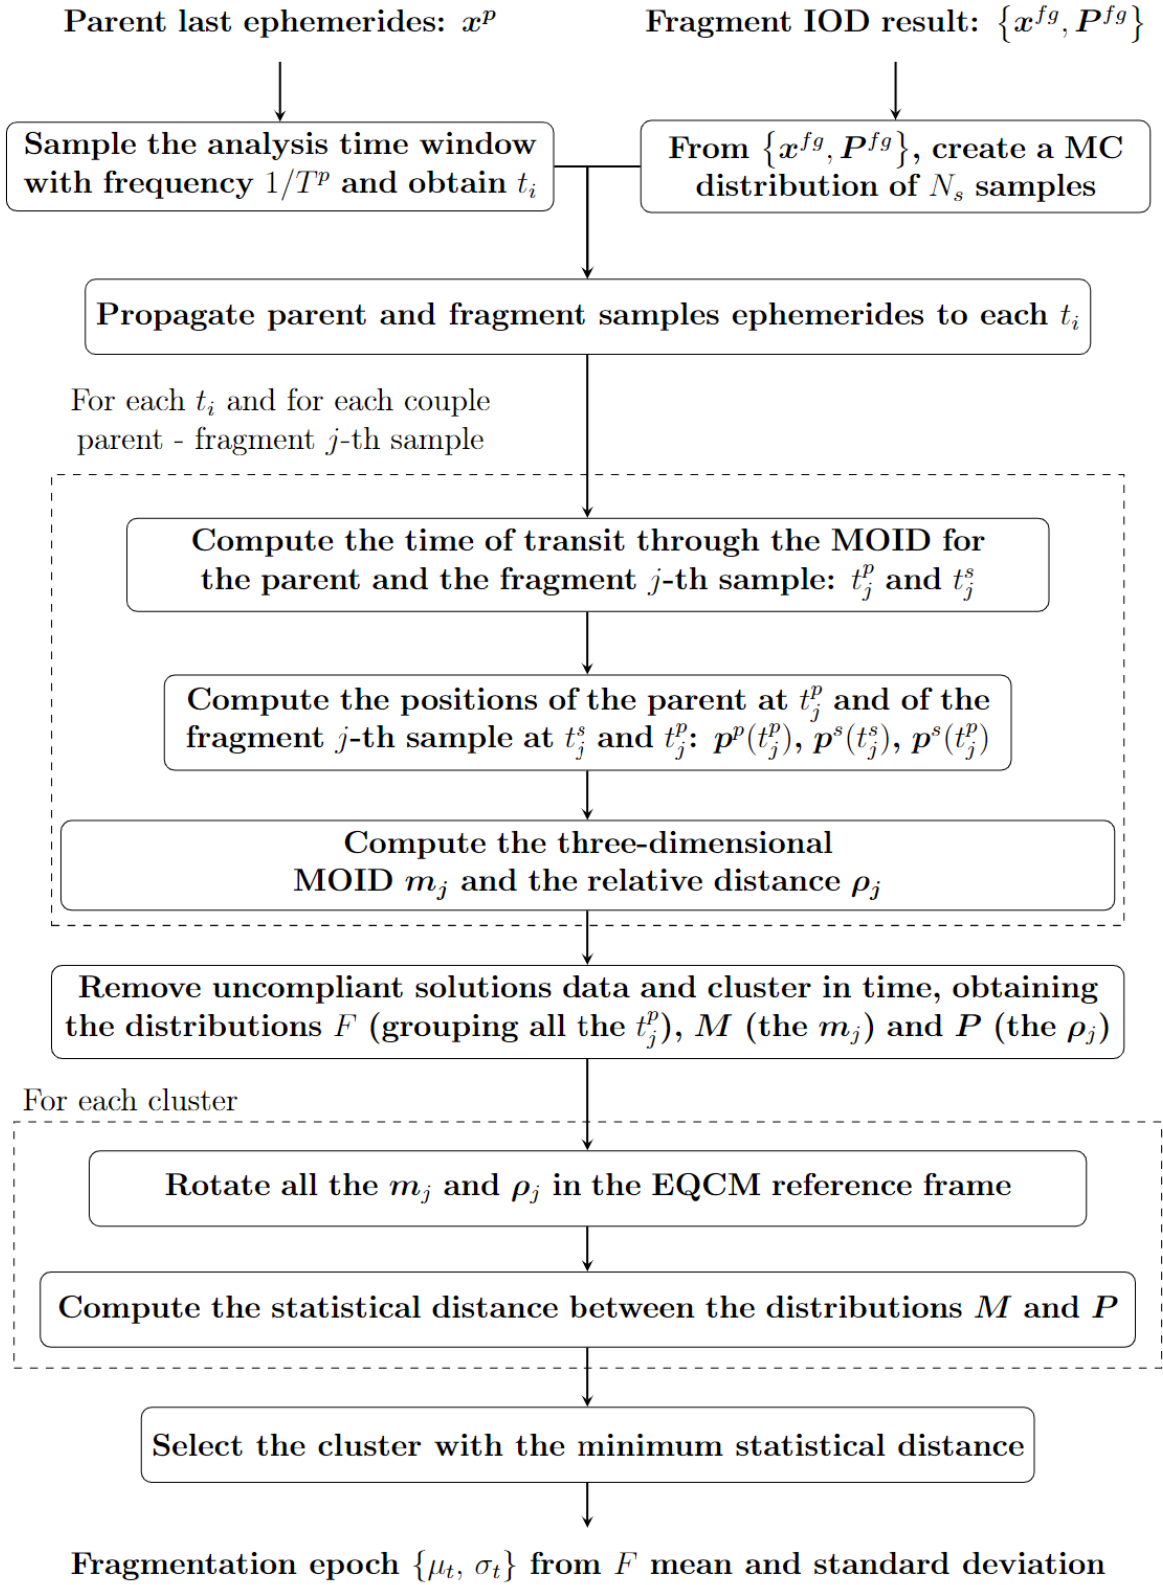 Parent last ephemerides: $x^p$
Fragment IOD result: $\{x^{fg}, P^{fg}\}$
Sample the analysis time window
with frequency $1/T^p$ and obtain $t_i$
From $\{x^{fg}, P^{fg}\}$, create a MC
distribution of $N_s$ samples
Propagate parent and fragment samples ephemerides to each $t_i$
For each $t_i$ and for each couple
parent - fragment $j$-th sample
Compute the time of transit through the MOID for
the parent and the fragment $j$-th sample: $t_j^p$ and $t_j^s$
Compute the positions of the parent at $t_j^p$ and of the
fragment $j$-th sample at $t_j^s$ and $t_j^p$: $p^p(t_j^p)$, $p^s(t_j^s)$, $p^s(t_j^p)$
Compute the three-dimensional
MOID $m_j$ and the relative distance $\rho_j$
Remove uncompliant solutions data and cluster in time, obtaining
the distributions $F$ (grouping all the $t_j^p$), $M$ (the $m_j$) and $P$ (the $\rho_j$)
For each cluster
Rotate all the $m_j$ and $\rho_j$ in the EQCM reference frame
Compute the statistical distance between the distributions $M$ and $P$
Select the cluster with the minimum statistical distance
Fragmentation epoch $\{\mu_t, \sigma_t\}$ from $F$ mean and standard deviation